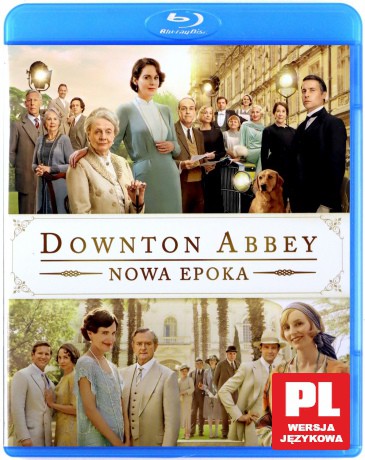 Blu-ray Disc
DOWNTON ABBEY
NOWA EPOKA
PL
WERSJA
JĘZYKOWA